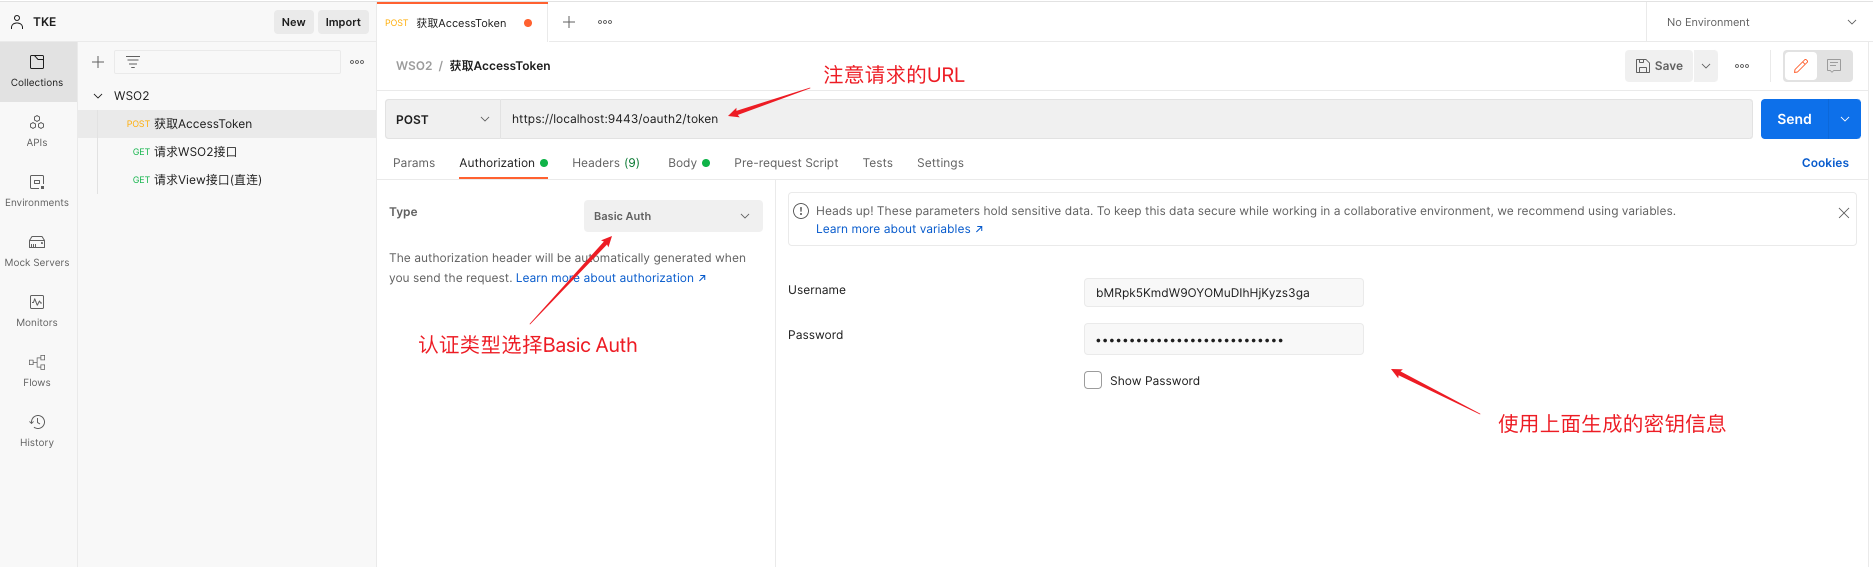 TKE
New
Import
POST 获取AccessToken
No Environment
Collections
APIs
Environments
Mock Servers
Monitors
Flows
History
WSO2
POST 获取AccessToken
GET 请求WSO2接口
GET 请求View接口(直连)
WSO2 / 获取AccessToken
注意请求的URL
Save
POST
https://localhost:9443/oauth2/token
Send
Params
Authorization
Headers (9)
Body
Pre-request Script
Tests
Settings
Cookies
Type
Basic Auth
The authorization header will be automatically generated when
you send the request. Learn more about authorization ↗
认证类型选择Basic Auth
Heads up! These parameters hold sensitive data. To keep this data secure while working in a collaborative environment, we recommend using variables.
Learn more about variables ↗
Username
bMRpk5KmdW9OYOMuDlhHjKyzs3ga
Password
••••••••••••••••••••••••••••
Show Password
使用上面生成的密钥信息